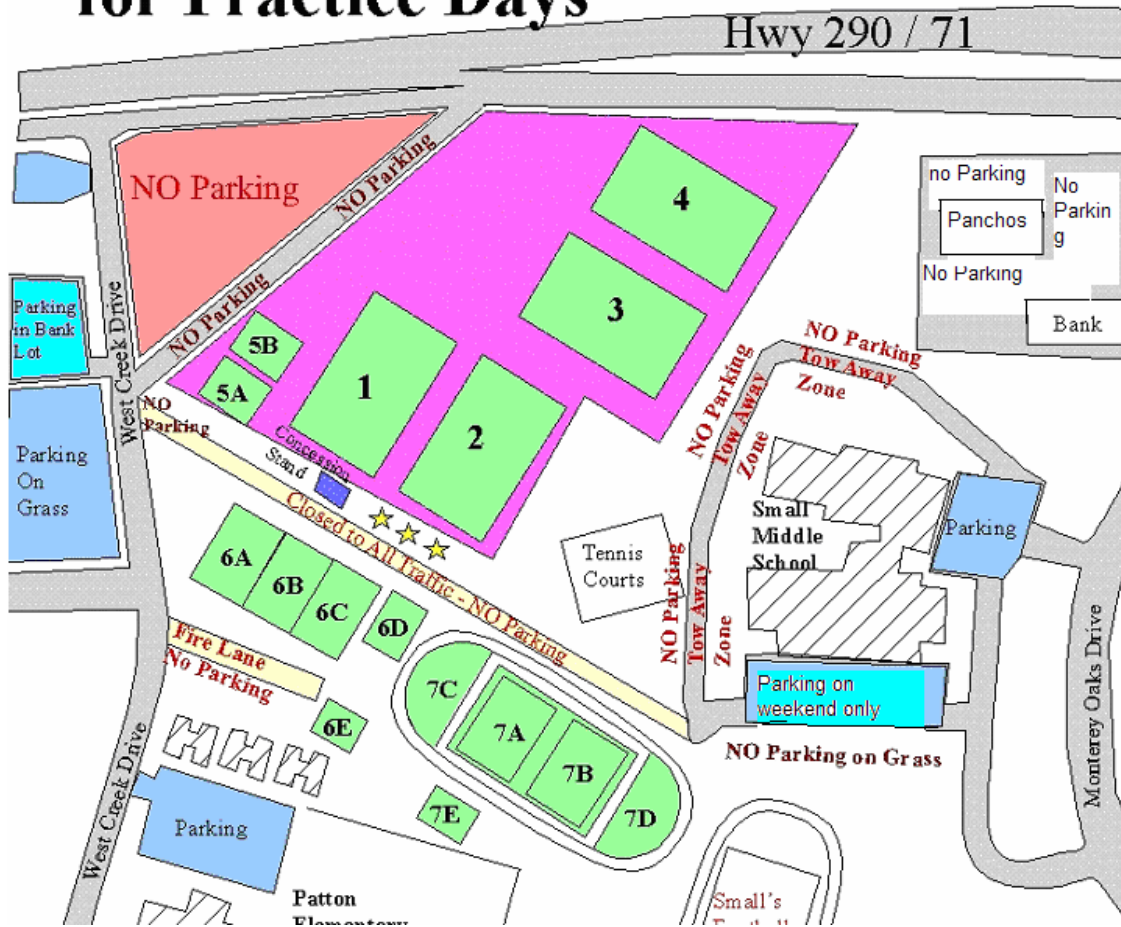 for Practice Days
Hwy 290 / 71
NO Parking
NO Parking
NO Parking
no Parking
No
Parkin
g
Panchos
No Parking
Bank
4
3
1
2
5B
5A
Parking
in Bank
Lot
West Creek Drive
NO
Parking
Concession
Stand
Closed to All Traffic - NO Parking
Parking
On
Grass
NO Parking
Tow Away
Zone
NO Parking
Tow Away
Zone
Small
Middle
School
Parking
Tennis
Courts
NO Parking
Tow Away
Zone
6A
6B
6C
6D
6E
Fire Lane
No Parking
7C
7A
7B
7D
7E
Parking on
weekend only
NO Parking on Grass
Monterey Oaks Drive
West Creek Drive
Parking
Patton
Elementary
Small's
Football